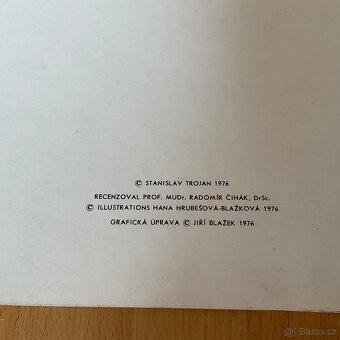 © STANISLAV TROJAN 1976
RECENZOVAL PROF. MUDr. RADOMÍR ČIHÁK, DrSc.
© ILLUSTRATIONS HANA HRUBEŠOVÁ-BLAŽKOVÁ 1976
GRAFICKÁ ÚPRAVA © JIŘÍ BLAŽEK 1976
Bazos.cz